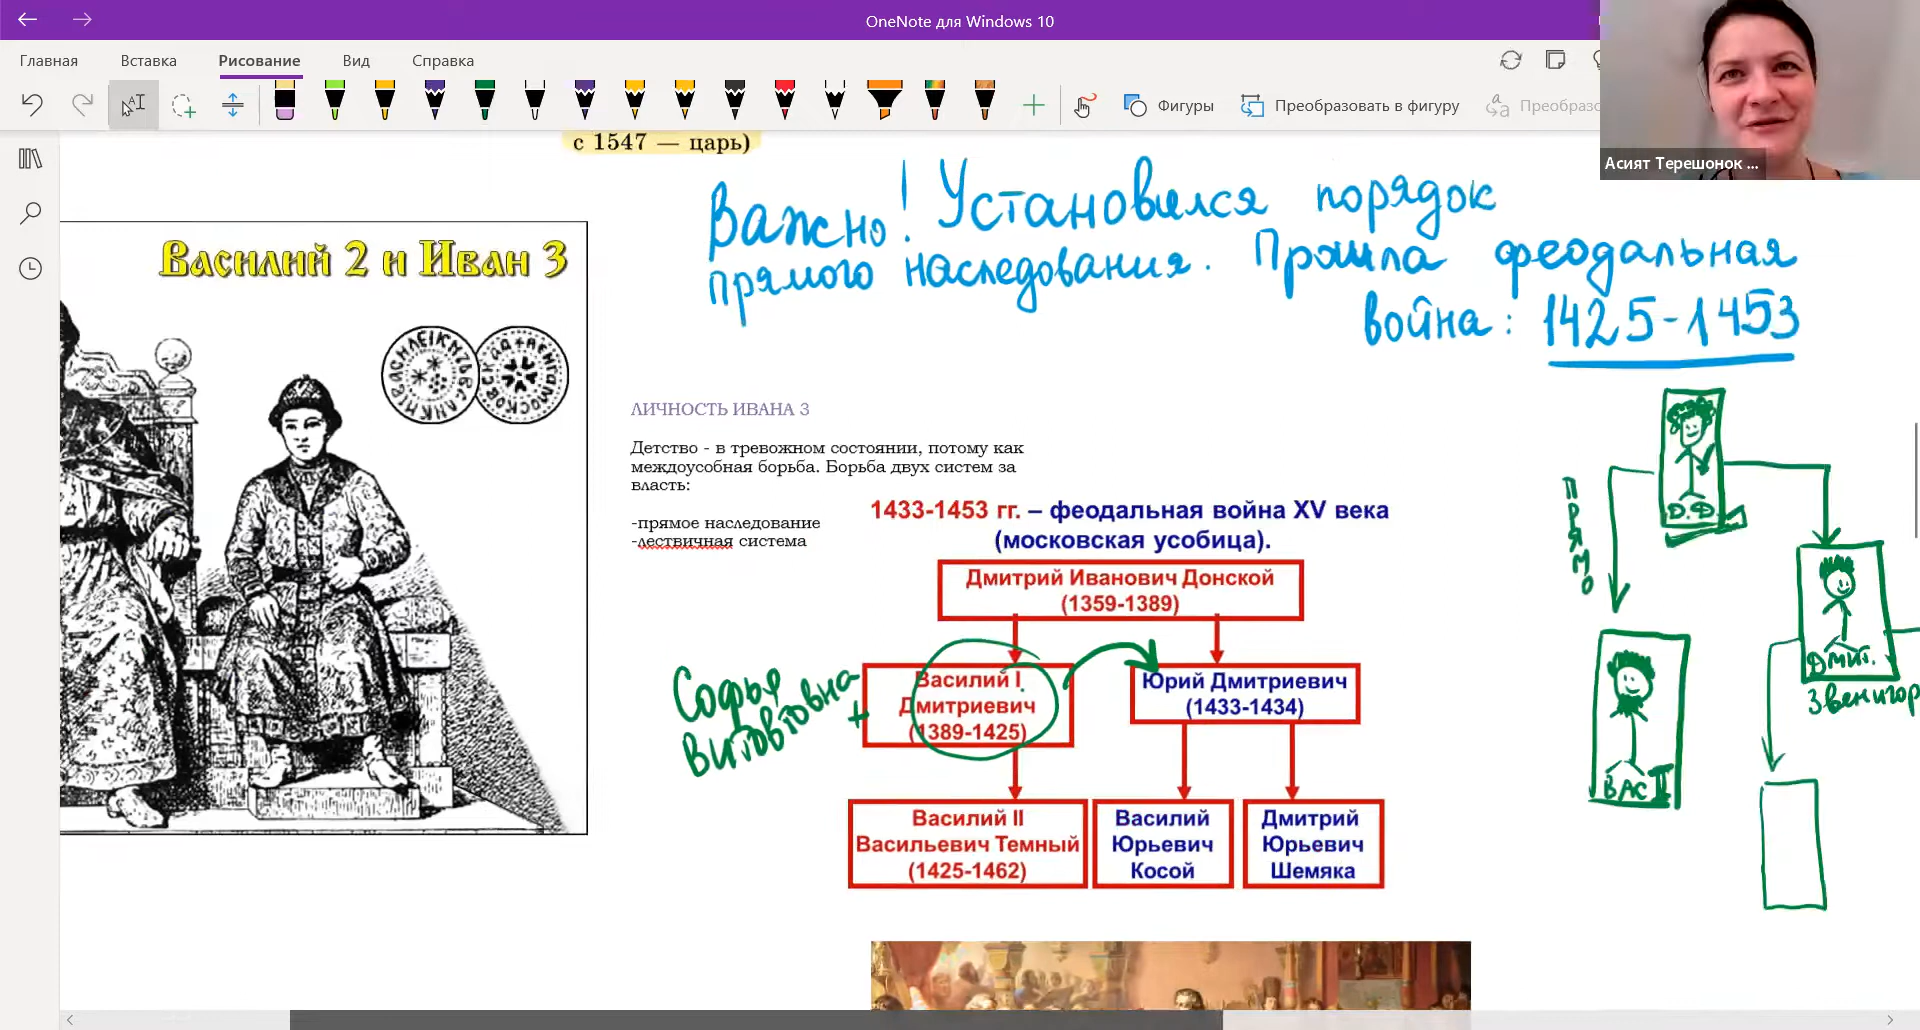 OneNote для Windows 10
Главная Вставка Рисование Вид Справка
Фигуры Преобразовать в фигуру
Асият Терешонок ...
с 1547 — царь)
Важно! Установился порядок
прямого наследования. Прошла феодальная
война: 1425-1453
Василий 2 и Иван 3
ЛИЧНОСТЬ ИВАНА 3
Детство - в тревожном состоянии, потому как
междоусобная борьба. Борьба двух систем за
власть:
-прямое наследование
-лествичная система
1433-1453 гг. – феодальная война XV века
(московская усобица).
Дмитрий Иванович Донской
(1359-1389)
Софья
Витовтовна +
Василий I
Дмитриевич
(1389-1425)
Юрий Дмитриевич
(1433-1434)
Василий II
Васильевич Темный
(1425-1462)
Василий
Юрьевич
Косой
Дмитрий
Юрьевич
Шемяка
Д.Д.
ПРЯМО
ВАС II
Дмит.
Звенигор